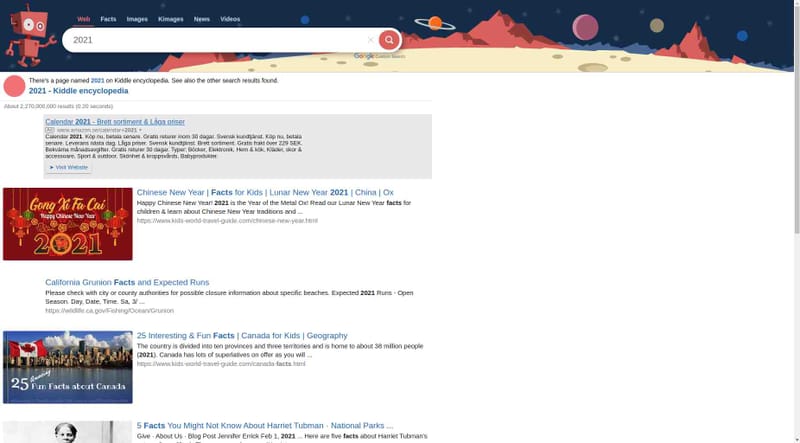 Web Facts Images Kimages News Videos
2021
Google Custom Search
There's a page named 2021 on Kiddle encyclopedia. See also the other search results found.
2021 - Kiddle encyclopedia
About 2,270,000,000 results (0.20 seconds)
Calendar 2021 - Brett sortiment & Låga priser
Ad www.amazon.se/calendar+2021
Calendar 2021. Köp nu, betala senare. Gratis returer inom 30 dagar. Svensk kundtjänst. Köp nu, betala
senare. Leverans nästa dag. Låga priser. Svensk kundtjänst. Brett sortiment. Gratis frakt över 229 SEK.
Bekväma månadsavgifter. Gratis returer 30 dagar. Typer: Böcker, Elektronik, Hem & kök, Kläder, skor &
accessoarer, Sport & outdoor, Skönhet & kroppsvård, Babyprodukter.
Visit Website
Gong Xi Fa Cai
Happy Chinese New Year
2021
Chinese New Year | Facts for Kids | Lunar New Year 2021 | China | Ox
Happy Chinese New Year! 2021 is the Year of the Metal Ox! Read our Lunar New Year facts for
children & learn about Chinese New Year traditions and ...
https://www.kids-world-travel-guide.com/chinese-new-year.html
California Grunion Facts and Expected Runs
Please check with city or county authorities for possible closure information about specific beaches. Expected 2021 Runs - Open
Season. Day, Date, Time. Sa, 3/ ...
https://wildlife.ca.gov/Fishing/Ocean/Grunion
25 Amazing
Fun Facts about Canada
25 Interesting & Fun Facts | Canada for Kids | Geography
The country is divided into ten provinces and three territories and is home to about 38 million people
(2021). Canada has lots of superlatives on offer as you will ...
https://www.kids-world-travel-guide.com/canada-facts.html
5 Facts You Might Not Know About Harriet Tubman · National Parks ...
Give · About Us · Blog Post Jennifer Errick Feb 1, 2021 ... Here are five facts about Harriet Tubman's